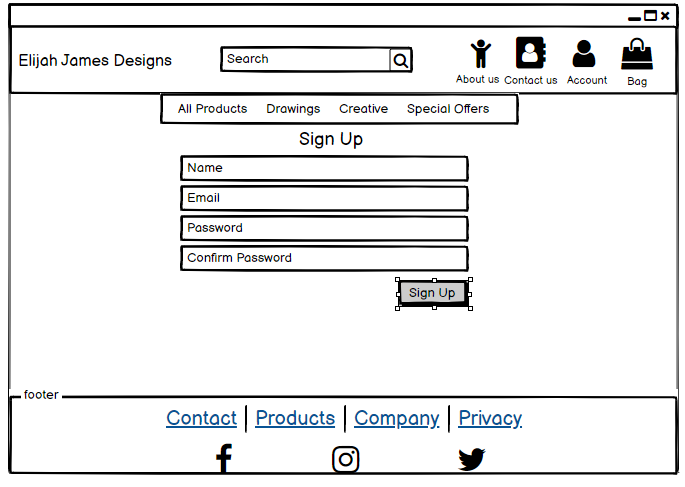 Elijah James Designs
Search
About us Contact us Account Bag
All Products Drawings Creative Special Offers
Sign Up
Name
Email
Password
Confirm Password
Sign Up
footer
Contact Products Company Privacy